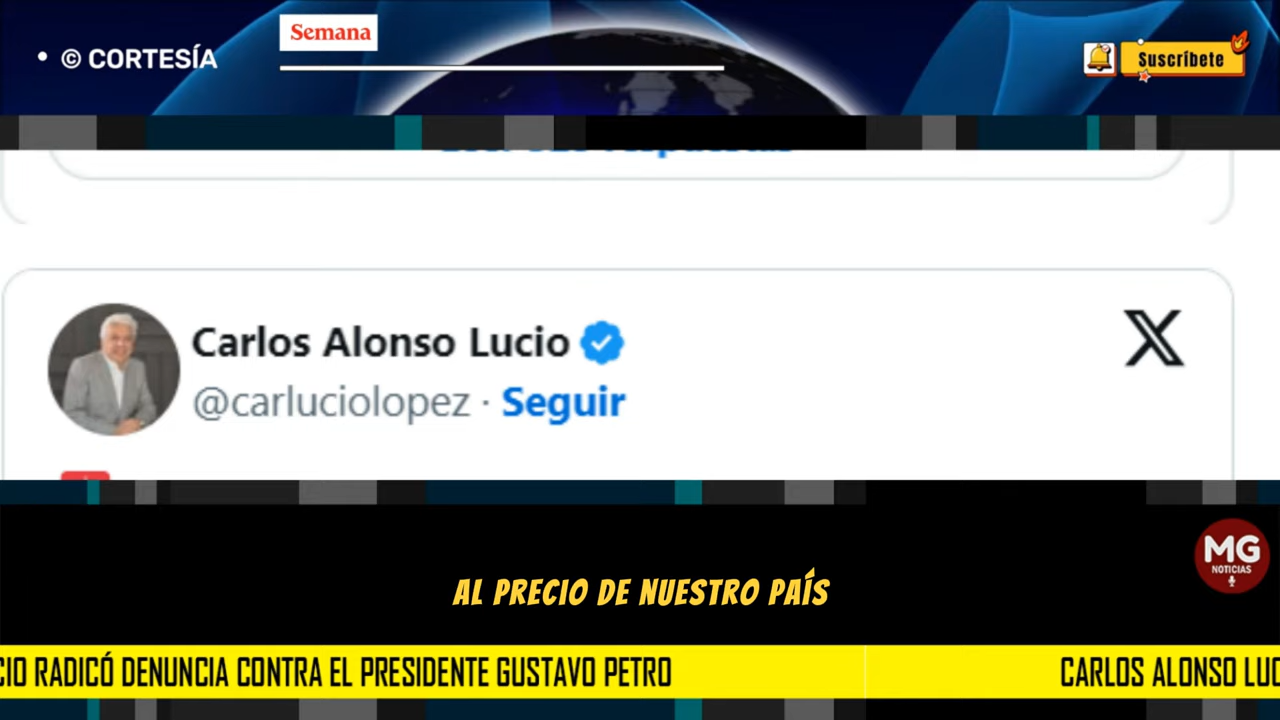 Semana
• © CORTESÍA
Suscríbete
Carlos Alonso Lucio
@carluciolopez · Seguir
AL PRECIO DE NUESTRO PAÍS
MG
NOTICIAS
CIO RADICÓ DENUNCIA CONTRA EL PRESIDENTE GUSTAVO PETRO
CARLOS ALONSO LUC